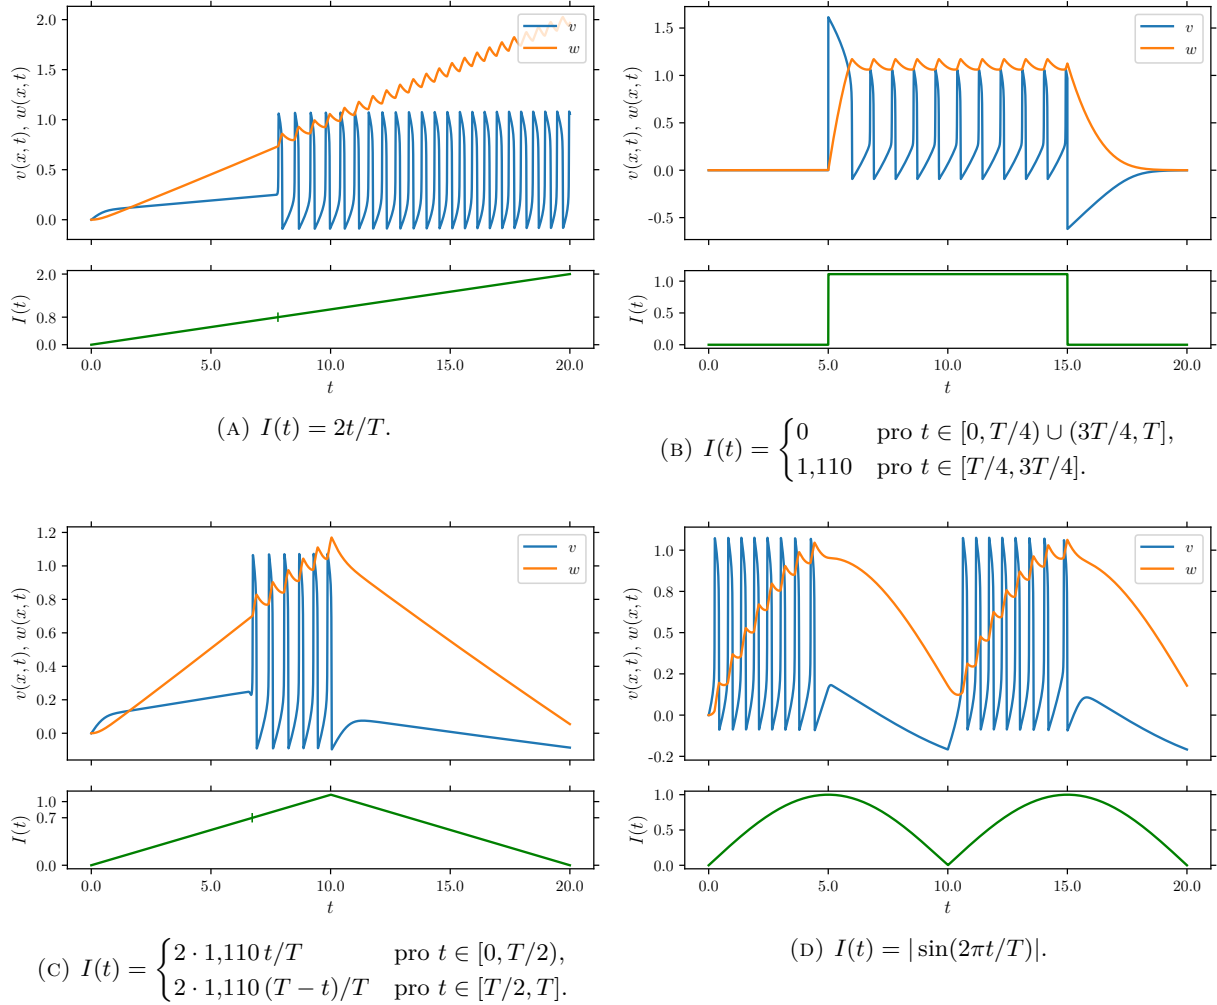 2.0
1.5
1.0
0.5
0.0
v(x, t), w(x, t)
v
w
2.0
0.8
0.0
I(t)
0.0 5.0 10.0 15.0 20.0
t
(A) I(t) = 2t/T.
1.5
1.0
0.5
0.0
-0.5
v(x, t), w(x, t)
v
w
1.0
0.5
0.0
I(t)
0.0 5.0 10.0 15.0 20.0
t
(B) I(t) = { 0 pro t ∈ [0, T/4) ∪ (3T/4, T],
1,110 pro t ∈ [T/4, 3T/4].
1.2
1.0
0.8
0.6
0.4
0.2
0.0
v(x, t), w(x, t)
v
w
1.0
0.7
0.0
I(t)
0.0 5.0 10.0 15.0 20.0
t
(C) I(t) = { 2 · 1,110 t/T pro t ∈ [0, T/2),
2 · 1,110 (T − t)/T pro t ∈ [T/2, T].
1.0
0.8
0.5
0.2
0.0
-0.2
v(x, t), w(x, t)
v
w
1.0
0.5
0.0
I(t)
0.0 5.0 10.0 15.0 20.0
t
(D) I(t) = | sin(2πt/T)|.